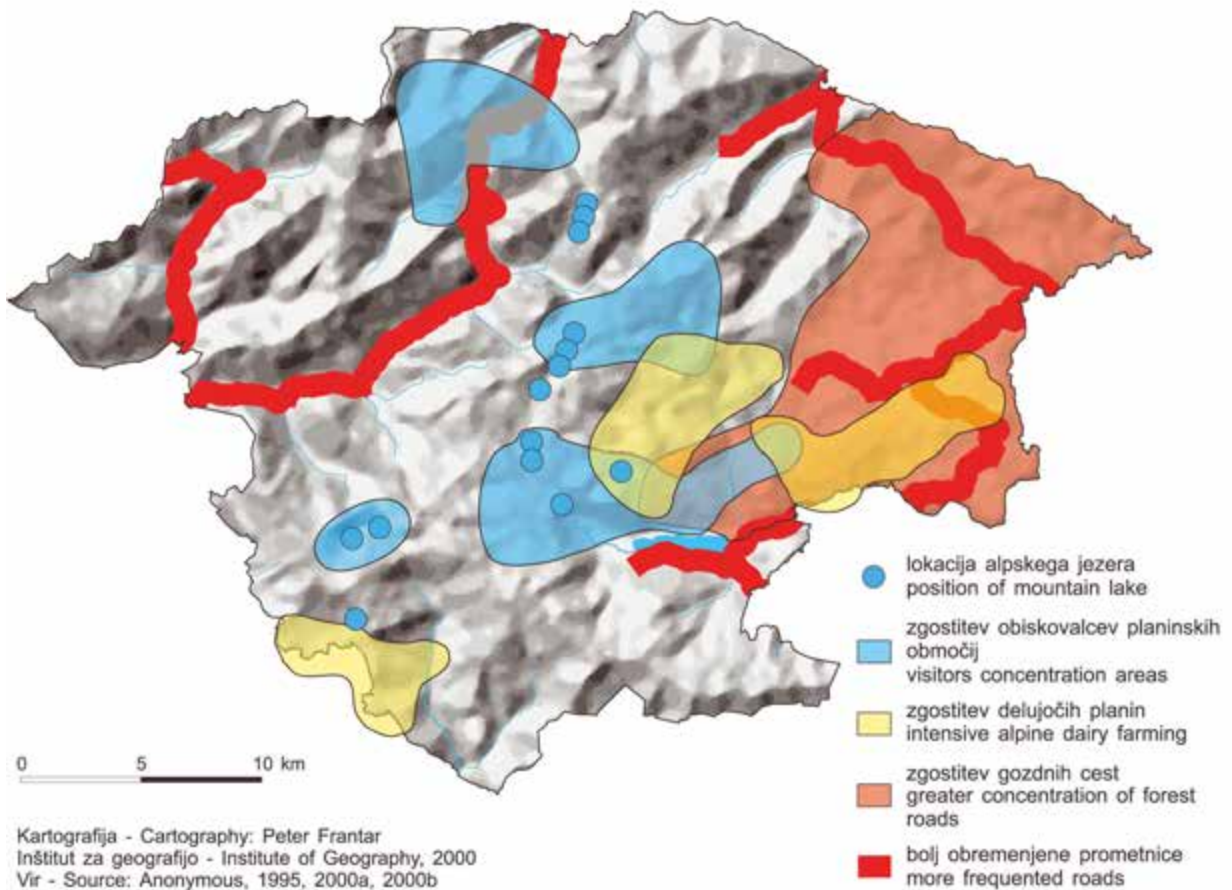 lokacija alpskega jezera
position of mountain lake
zgostitev obiskovalcev planinskih
območij
visitors concentration areas
zgostitev delujočih planin
intensive alpine dairy farming
zgostitev gozdnih cest
greater concentration of forest
roads
bolj obremenjene prometnice
more frequented roads
0 5 10 km
Kartografija - Cartography: Peter Frantar
Inštitut za geografijo - Institute of Geography, 2000
Vir - Source: Anonymous, 1995, 2000a, 2000b